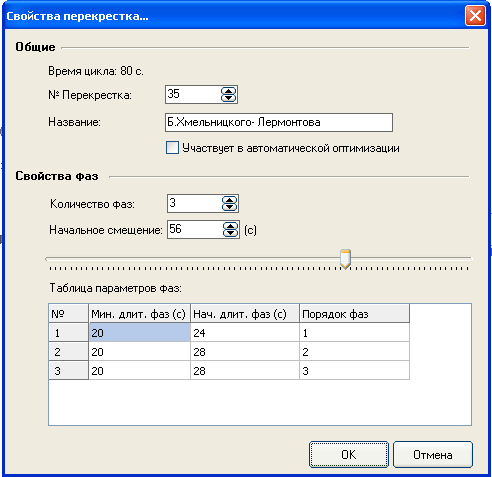 Свойства перекрестка...
Общие
Время цикла: 80 с.
№ Перекрестка: 35
Название: Б.Хмельницкого- Лермонтова
Участвует в автоматической оптимизации
Свойства фаз
Количество фаз: 3
Начальное смещение: 56 (с)
Таблица параметров фаз:
№ Мин. длит. фаз (с) Нач. длит. фаз (с) Порядок фаз
1 20 24 1
2 20 28 2
3 20 28 3
OK Отмена